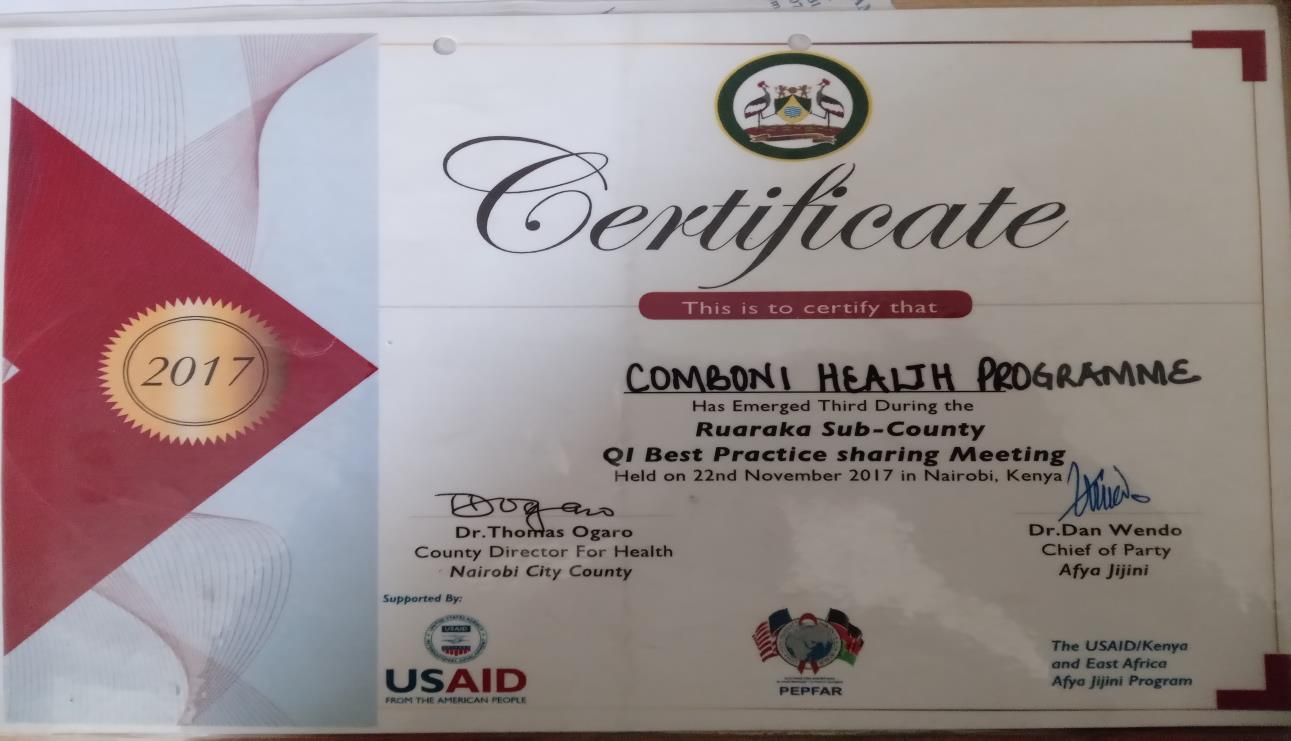 Certificate
This is to certify that
2017
COMBONI HEALTH PROGRAMME
Has Emerged Third During the
Ruaraka Sub-County
QI Best Practice sharing Meeting
Held on 22nd November 2017 in Nairobi, Kenya
Dr.Thomas Ogaro
County Director For Health
Nairobi City County
Dr.Dan Wendo
Chief of Party
Afya Jijini
Supported By:
USAID
USAID
FROM THE AMERICAN PEOPLE
PEPFAR
The USAID/Kenya
and East Africa
Afya Jijini Program